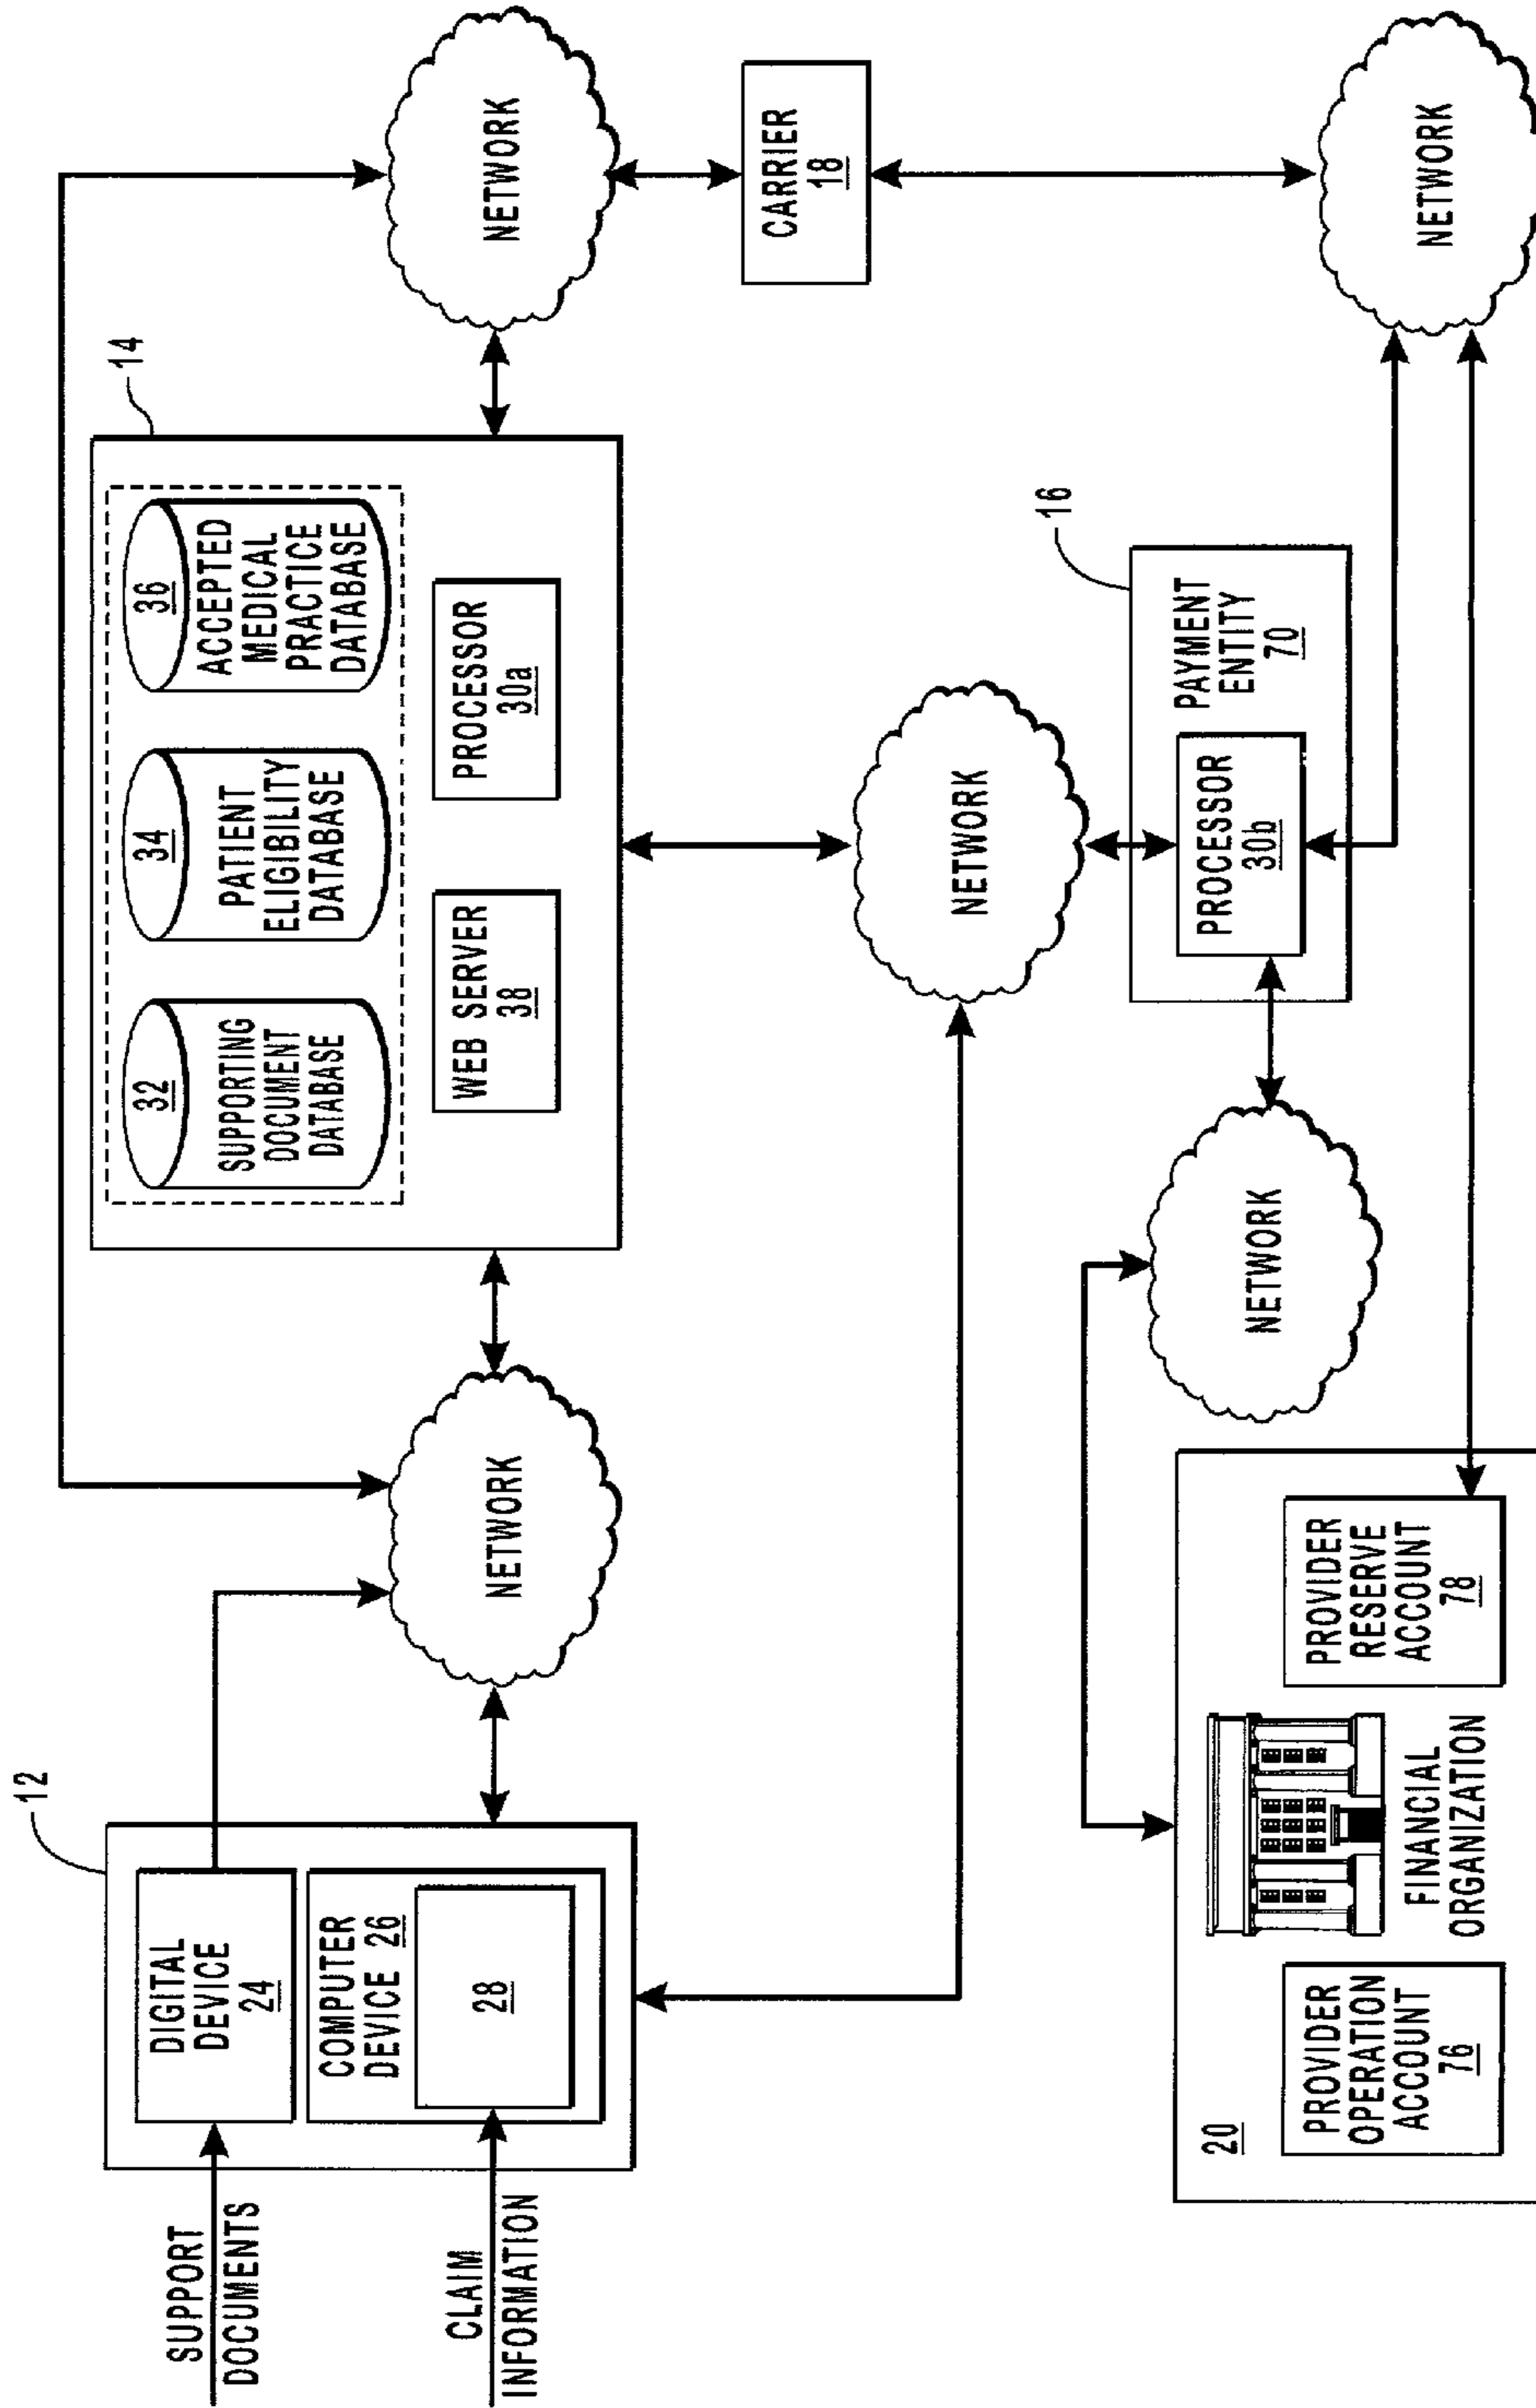 SUPPORT
DOCUMENTS
CLAIM
INFORMATION
12
DIGITAL
DEVICE
24
COMPUTER
DEVICE 26
28
NETWORK
14
32
SUPPORTING
DOCUMENT
DATABASE
34
PATIENT
ELIGIBILITY
DATABASE
36
ACCEPTED
MEDICAL
PRACTICE
DATABASE
WEB SERVER
38
PROCESSOR
30a
NETWORK
CARRIER
18
NETWORK
16
PROCESSOR
30b
PAYMENT
ENTITY
70
NETWORK
20
PROVIDER
OPERATION
ACCOUNT
76
FINANCIAL
ORGANIZATION
PROVIDER
RESERVE
ACCOUNT
78
NETWORK